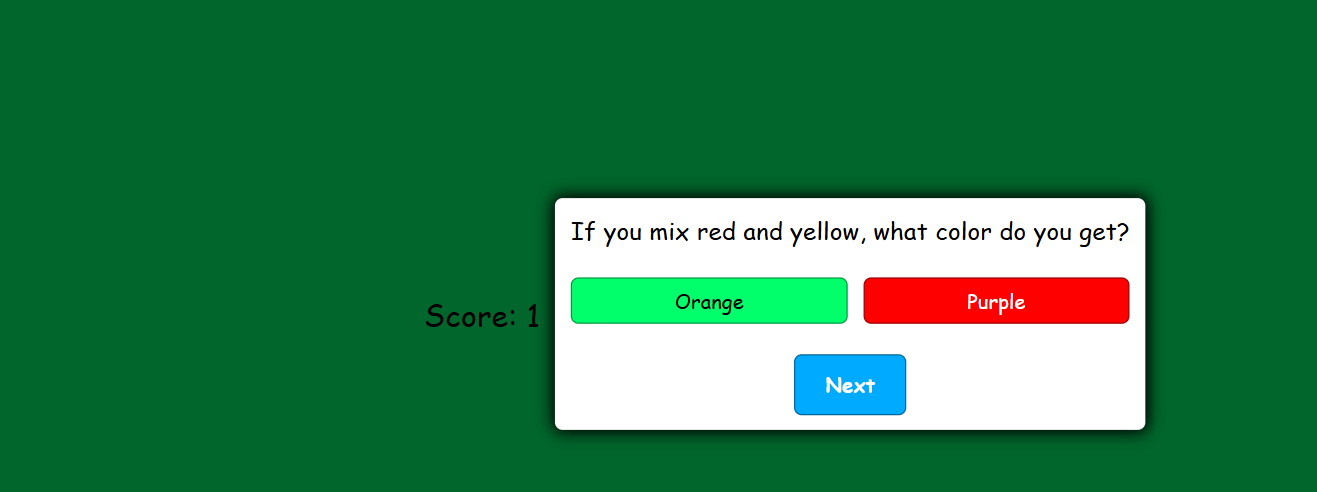 If you mix red and yellow, what color do you get?
Orange
Purple
Score: 1
Next